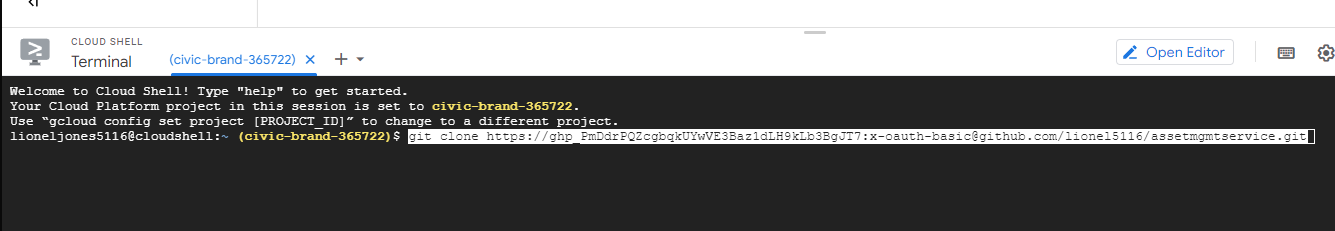 CLOUD SHELL
Terminal
(civic-brand-365722)
Open Editor
Welcome to Cloud Shell! Type "help" to get started.
Your Cloud Platform project in this session is set to civic-brand-365722.
Use “gcloud config set project [PROJECT_ID]” to change to a different project.
lioneljones5116@cloudshell:~ (civic-brand-365722)$ git clone https://:x-oauth-basic@github.com/lionel5116/assetmgmtservice.git